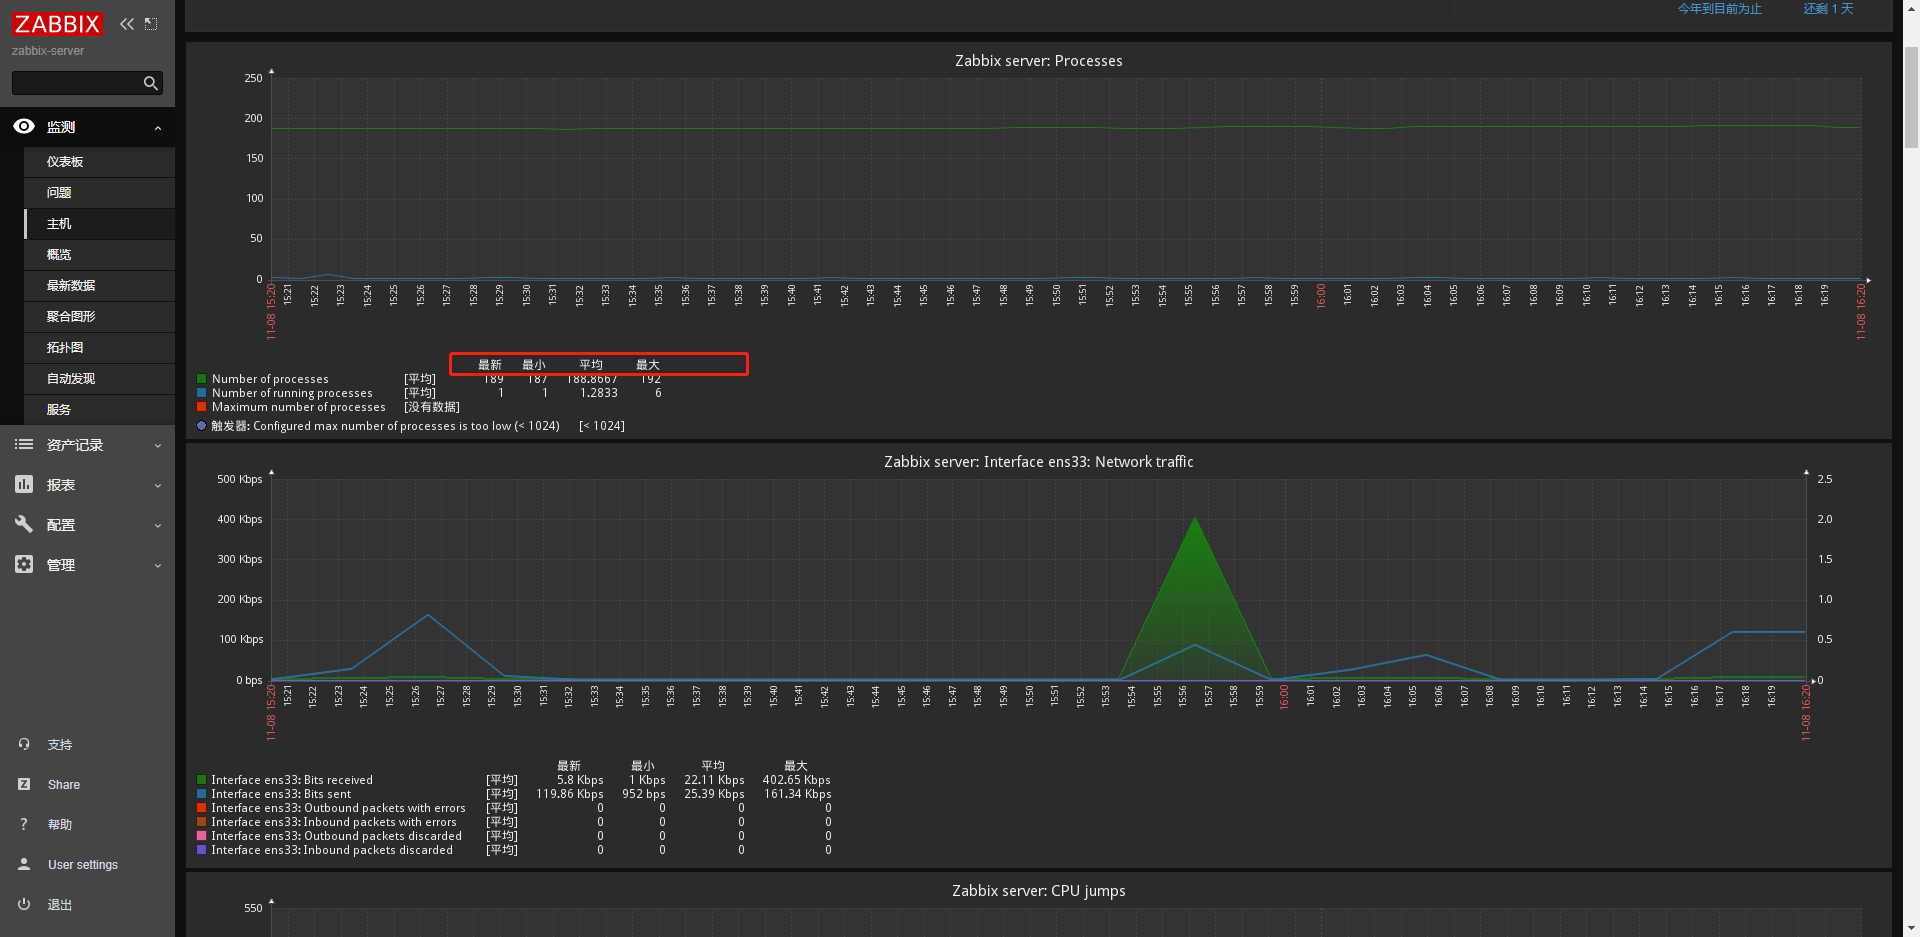 ZABBIX
zabbix-server
监测
仪表板
问题
主机
概览
最新数据
聚合图形
拓扑图
自动发现
服务
资产记录
报表
配置
管理
支持
Share
帮助
User settings
退出
今年到目前为止 还剩 1 天
Zabbix server: Processes
250
200
150
100
50
0
11-08 15:20 15:21 15:22 15:23 15:24 15:25 15:26 15:27 15:28 15:29 15:30 15:31 15:32 15:33 15:34 15:35 15:36 15:37 15:38 15:39 15:40 15:41 15:42 15:43 15:44 15:45 15:46 15:47 15:48 15:49 15:50 15:51 15:52 15:53 15:54 15:55 15:56 15:57 15:58 15:59 16:00 16:01 16:02 16:03 16:04 16:05 16:06 16:07 16:08 16:09 16:10 16:11 16:12 16:13 16:14 16:15 16:16 16:17 16:18 16:19 11-08 16:20
最新 最小 平均 最大
Number of processes [平均] 189 187 188.8667 192
Number of running processes [平均] 1 1 1.2833 6
Maximum number of processes [没有数据]
触发器: Configured max number of processes is too low (< 1024) [< 1024]
Zabbix server: Interface ens33: Network traffic
500 Kbps 2.5
400 Kbps 2.0
300 Kbps 1.5
200 Kbps 1.0
100 Kbps 0.5
0 bps 0
11-08 15:20 15:21 15:22 15:23 15:24 15:25 15:26 15:27 15:28 15:29 15:30 15:31 15:32 15:33 15:34 15:35 15:36 15:37 15:38 15:39 15:40 15:41 15:42 15:43 15:44 15:45 15:46 15:47 15:48 15:49 15:50 15:51 15:52 15:53 15:54 15:55 15:56 15:57 15:58 15:59 16:00 16:01 16:02 16:03 16:04 16:05 16:06 16:07 16:08 16:09 16:10 16:11 16:12 16:13 16:14 16:15 16:16 16:17 16:18 16:19 11-08 16:20
最新 最小 平均 最大
Interface ens33: Bits received [平均] 5.8 Kbps 1 Kbps 22.11 Kbps 402.65 Kbps
Interface ens33: Bits sent [平均] 119.86 Kbps 952 bps 25.39 Kbps 161.34 Kbps
Interface ens33: Outbound packets with errors [平均] 0 0 0 0
Interface ens33: Inbound packets with errors [平均] 0 0 0 0
Interface ens33: Outbound packets discarded [平均] 0 0 0 0
Interface ens33: Inbound packets discarded [平均] 0 0 0 0
Zabbix server: CPU jumps
550